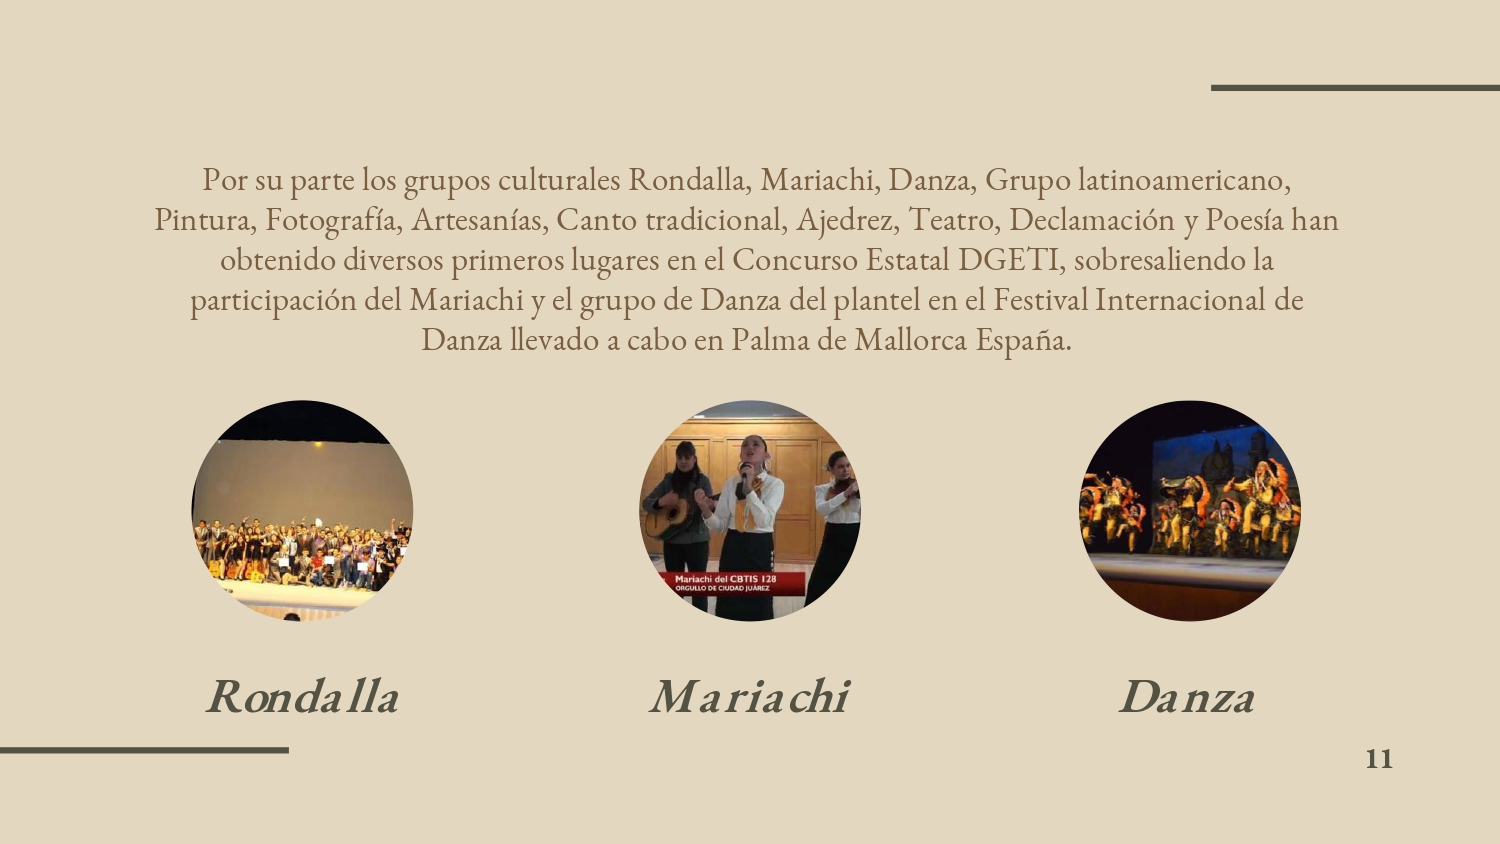 Por su parte los grupos culturales Rondalla, Mariachi, Danza, Grupo latinoamericano,
Pintura, Fotografía, Artesanías, Canto tradicional, Ajedrez, Teatro, Declamación y Poesía han
obtenido diversos primeros lugares en el Concurso Estatal DGETI, sobresaliendo la
participación del Mariachi y el grupo de Danza del plantel en el Festival Internacional de
Danza llevado a cabo en Palma de Mallorca España.
Mariachi del CBTIS 128
ORGULLO DE CIUDAD JUÁREZ
Rondalla
Mariachi
Danza
11